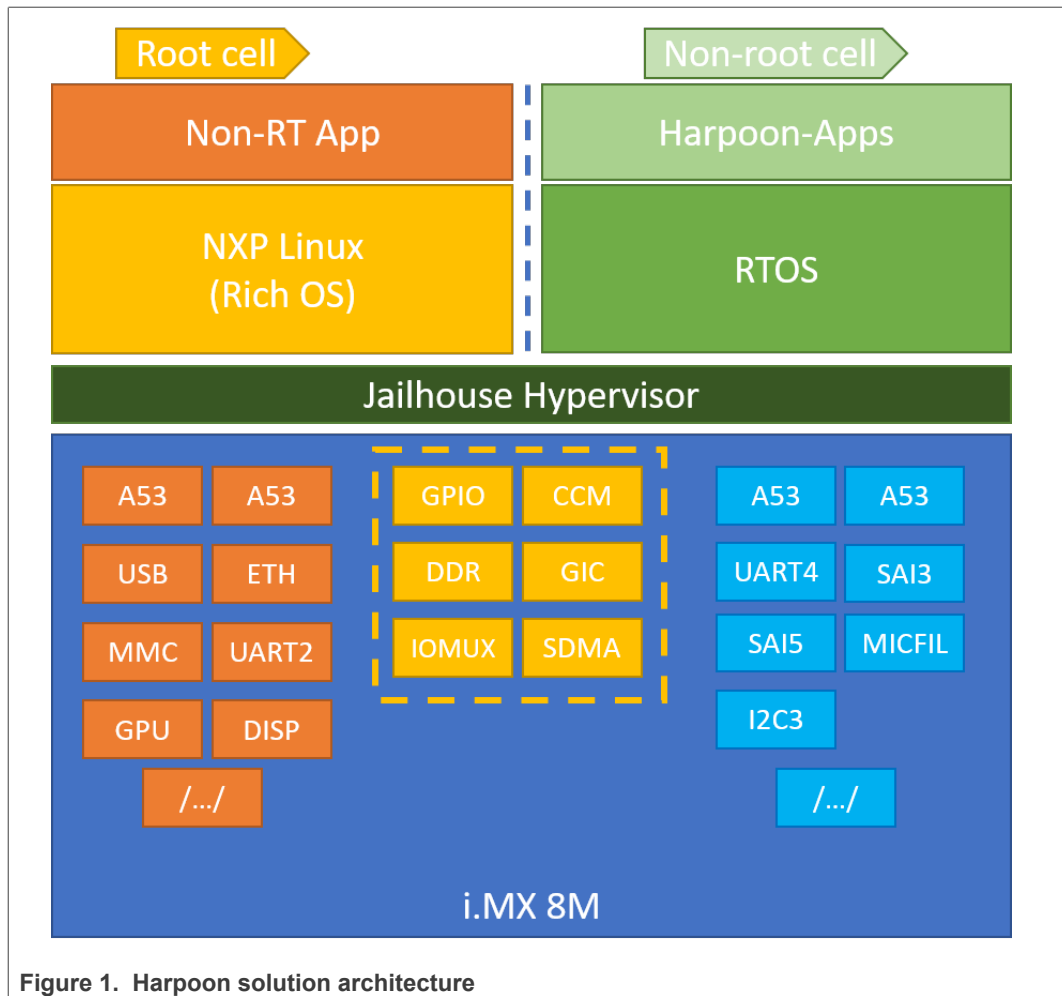 Root cell
Non-root cell
Non-RT App
Harpoon-Apps
NXP Linux
(Rich OS)
RTOS
Jailhouse Hypervisor
A53
A53
GPIO
CCM
A53
A53
USB
ETH
DDR
GIC
UART4
SAI3
MMC
UART2
IOMUX
SDMA
SAI5
MICFIL
GPU
DISP
I2C3
/.../
/.../
i.MX 8M
Figure 1. Harpoon solution architecture